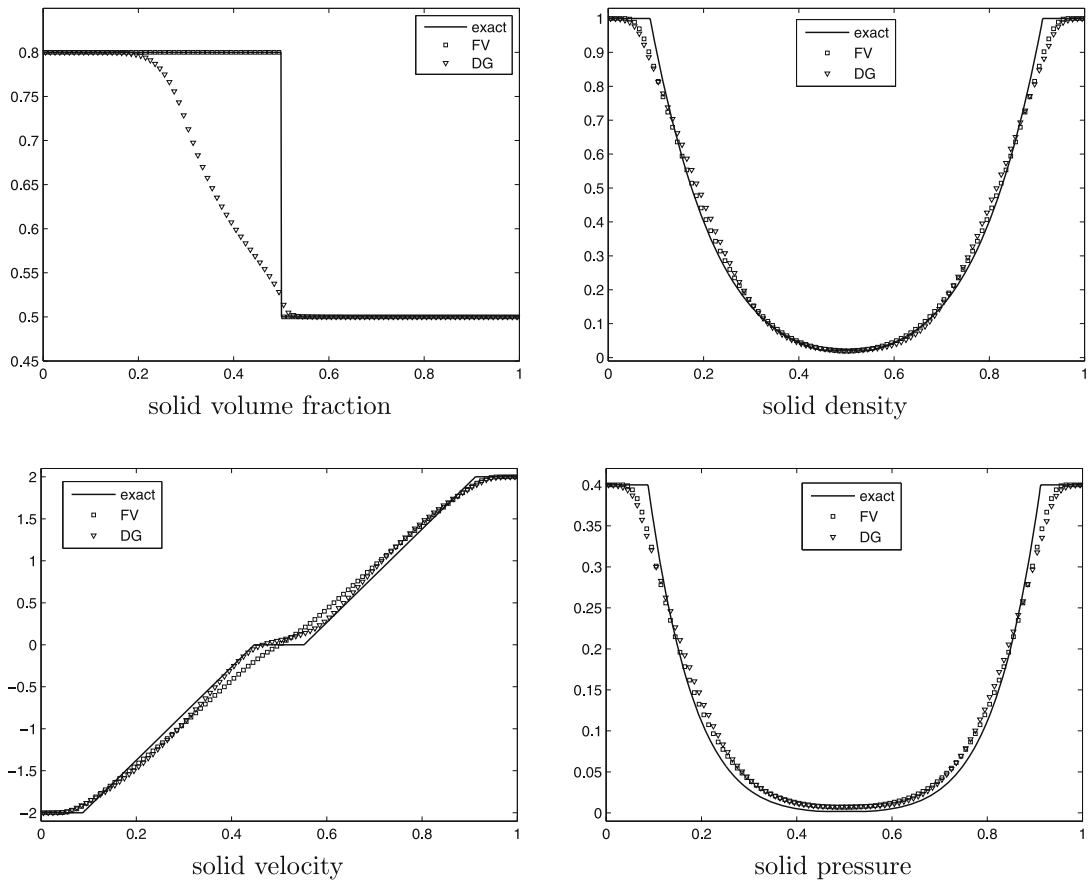 exact
FV
DG
0.8
0.75
0.7
0.65
0.6
0.55
0.5
0.45
0 0.2 0.4 0.6 0.8 1
solid volume fraction
exact
FV
DG
1
0.9
0.8
0.7
0.6
0.5
0.4
0.3
0.2
0.1
0
0 0.2 0.4 0.6 0.8 1
solid density
exact
FV
DG
2
1.5
1
0.5
0
−0.5
−1
−1.5
−2
0 0.2 0.4 0.6 0.8 1
solid velocity
exact
FV
DG
0.4
0.35
0.3
0.25
0.2
0.15
0.1
0.05
0
0 0.2 0.4 0.6 0.8 1
solid pressure